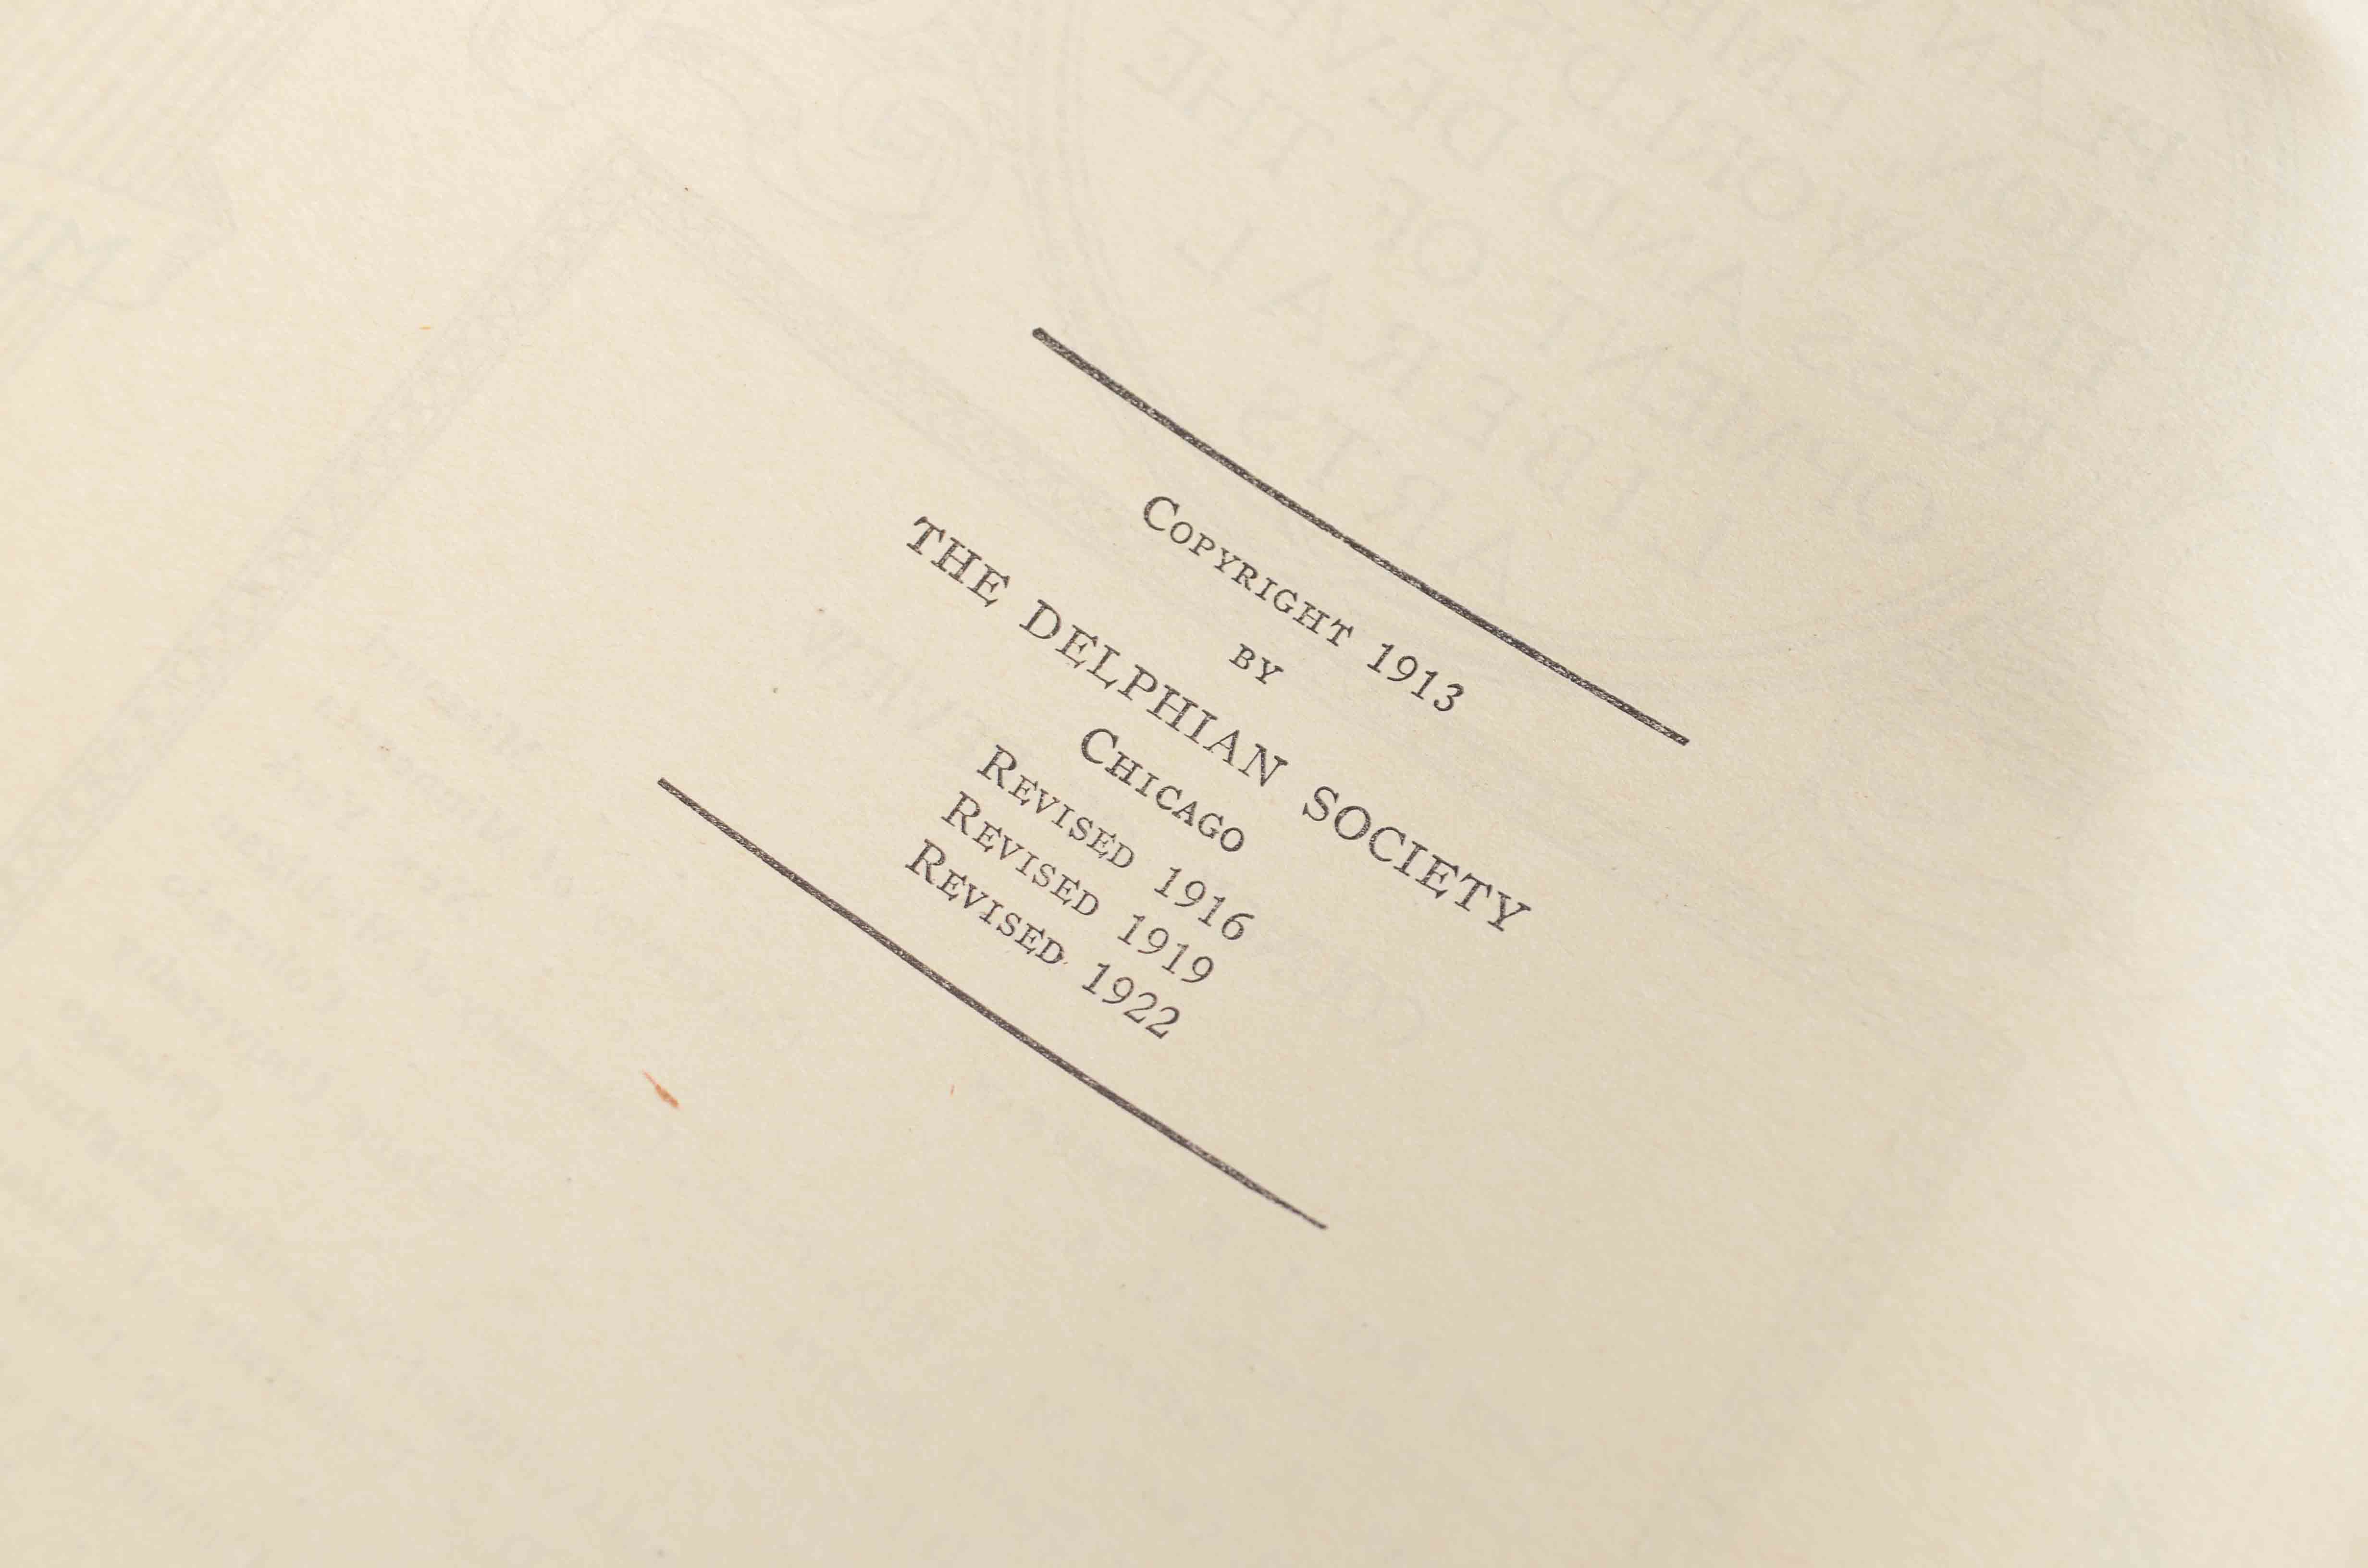 Copyright 1913
by
THE DELPHIAN SOCIETY
Chicago
Revised 1916
Revised 1919
Revised 1922